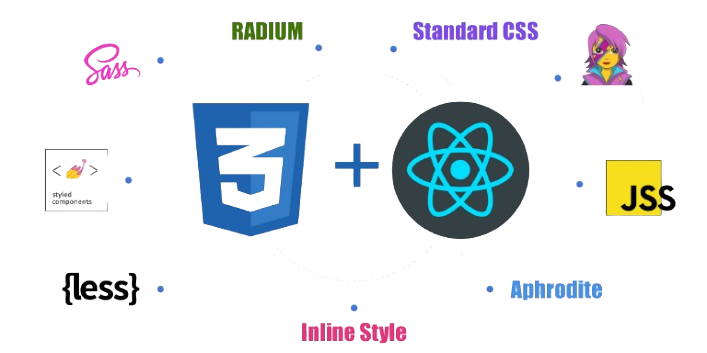 RADIUM
Standard CSS
Sass
3
+
< >
styled
components
JSS
{less}
Aphrodite
Inline Style